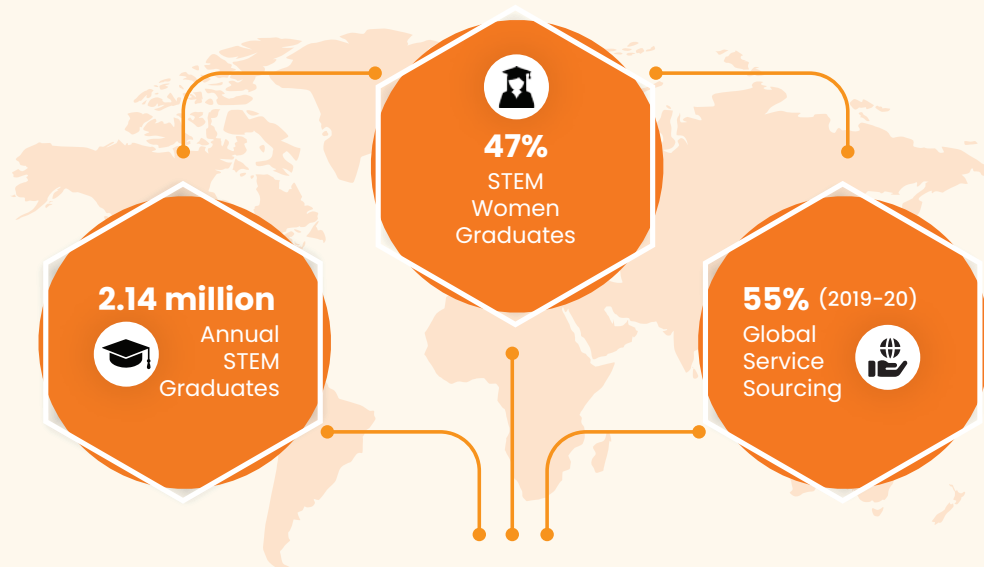 47%
STEM
Women
Graduates
2.14 million
Annual
STEM
Graduates
55% (2019-20)
Global
Service
Sourcing